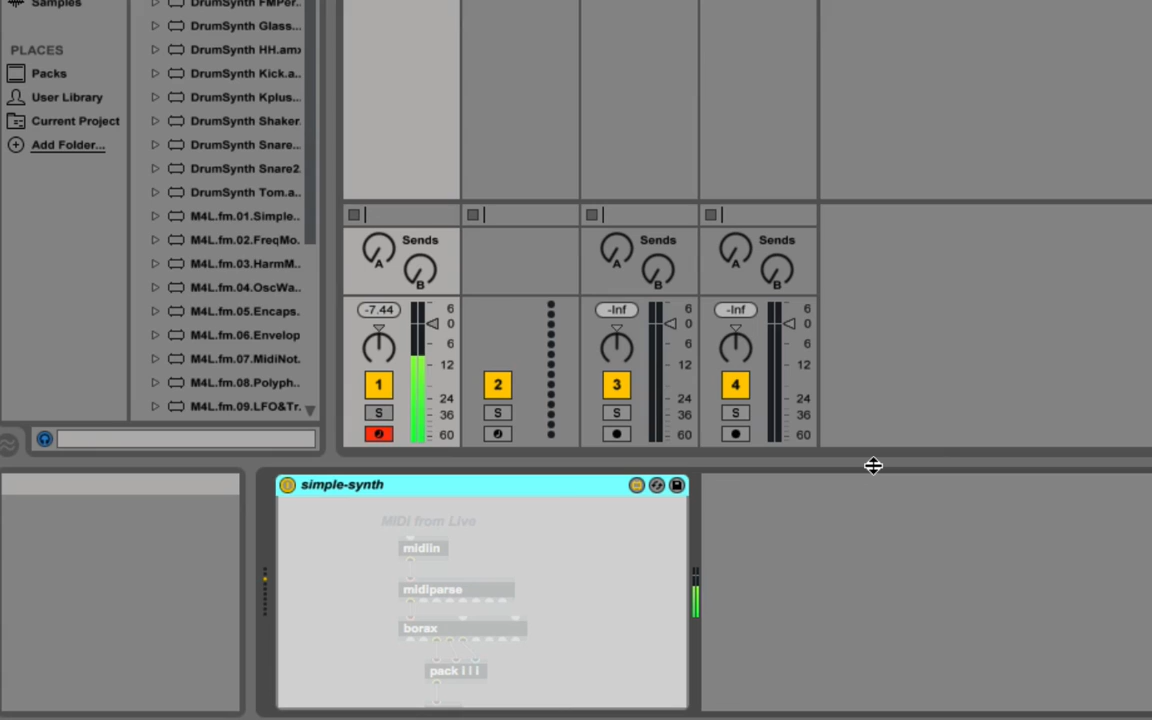 Samples
PLACES
Packs
User Library
Current Project
Add Folder...
DrumSynth FMPer..
DrumSynth Glass...
DrumSynth HH.amx
DrumSynth Kick.a..
DrumSynth Kplus...
DrumSynth Shaker.
DrumSynth Snare...
DrumSynth Snare2
DrumSynth Tom.a..
M4L.fm.01.Simple..
M4L.fm.02.FreqMo.
M4L.fm.03.HarmM..
M4L.fm.04.OscWa..
M4L.fm.05.Encaps.
M4L.fm.06.Envelop
M4L.fm.07.MidiNot.
M4L.fm.08.Polyph..
M4L.fm.09.LFO&Tr.
Sends
A
B
-7.44
6
0
6
12
24
36
60
1
S
2
S
Sends
A
B
-Inf
6
0
6
12
24
36
60
3
S
Sends
A
B
-Inf
6
0
6
12
24
36
60
4
S
simple-synth
MIDI from Live
midiin
midiparse
borax
pack i i i